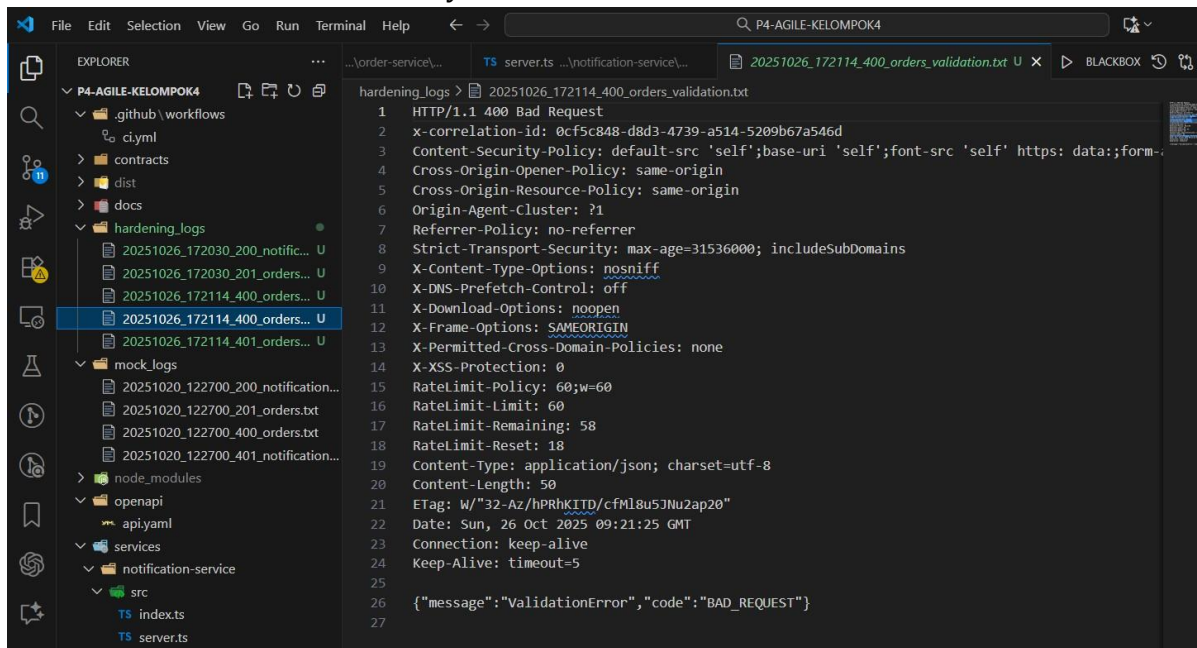 File Edit Selection View Go Run Terminal Help
P4-AGILE-KELOMPOK4
EXPLORER
...\order-service\...
TS server.ts ...\notification-service\...
20251026_172114_400_orders_validation.txt U
BLACKBOX
P4-AGILE-KELOMPOK4
.github\workflows
ci.yml
contracts
dist
docs
hardening_logs
20251026_172030_200_notific... U
20251026_172030_201_orders... U
20251026_172114_400_orders... U
20251026_172114_400_orders... U
20251026_172114_401_orders... U
mock_logs
20251020_122700_200_notification...
20251020_122700_201_orders.txt
20251020_122700_400_orders.txt
20251020_122700_401_notification...
node_modules
openapi
api.yaml
services
notification-service
src
TS index.ts
TS server.ts
11
hardening_logs > 20251026_172114_400_orders_validation.txt
1 HTTP/1.1 400 Bad Request
2 x-correlation-id: 0cf5c848-d8d3-4739-a514-5209b67a546d
3 Content-Security-Policy: default-src 'self';base-uri 'self';font-src 'self' https: data:;form-
4 Cross-Origin-Opener-Policy: same-origin
5 Cross-Origin-Resource-Policy: same-origin
6 Origin-Agent-Cluster: ?1
7 Referrer-Policy: no-referrer
8 Strict-Transport-Security: max-age=31536000; includeSubDomains
9 X-Content-Type-Options: nosniff
10 X-DNS-Prefetch-Control: off
11 X-Download-Options: noopen
12 X-Frame-Options: SAMEORIGIN
13 X-Permitted-Cross-Domain-Policies: none
14 X-XSS-Protection: 0
15 RateLimit-Policy: 60;w=60
16 RateLimit-Limit: 60
17 RateLimit-Remaining: 58
18 RateLimit-Reset: 18
19 Content-Type: application/json; charset=utf-8
20 Content-Length: 50
21 ETag: W/"32-Az/hPRhKITD/cfMl8u5JNu2ap20"
22 Date: Sun, 26 Oct 2025 09:21:25 GMT
23 Connection: keep-alive
24 Keep-Alive: timeout=5
25
26 {"message":"ValidationError","code":"BAD_REQUEST"}
27